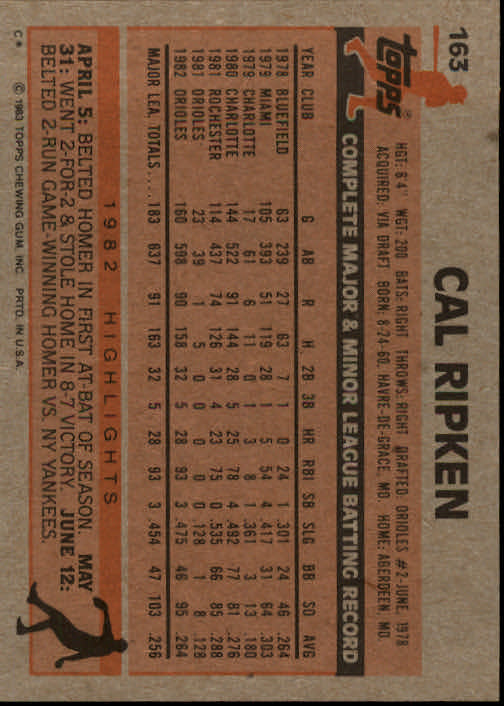 163
topps®
CAL RIPKEN
HGT: 6'4" WGT: 200 BATS: RIGHT THROWS: RIGHT DRAFTED: ORIOLES #2-JUNE, 1978
ACQUIRED: VIA DRAFT BORN: 8-24-60, HAVRE-DE-GRACE, MD. HOME: ABERDEEN, MD.
COMPLETE MAJOR & MINOR LEAGUE BATTING RECORD
YEAR CLUB G AB R H 2B 3B HR RBI SB SLG BB SO AVG
1978 BLUEFIELD 63 239 27 63 7 1 0 24 1 .301 24 46 .264
1979 MIAMI 105 393 51 119 28 1 5 54 4 .417 31 64 .303
1979 CHARLOTTE 17 61 6 11 0 1 3 8 1 .361 3 13 .180
1980 CHARLOTTE 144 522 91 144 28 5 25 78 4 .492 77 81 .276
1981 ROCHESTER 114 437 74 126 31 4 23 75 0 .535 66 85 .288
1981 ORIOLES 23 39 1 5 0 0 0 0 0 .128 1 8 .128
1982 ORIOLES 160 598 90 158 32 5 28 93 3 .475 46 95 .264
MAJOR LEA. TOTALS.... 183 637 91 163 32 5 28 93 3 .454 47 103 .256
1982 HIGHLIGHTS
APRIL 5: BELTED HOMER IN FIRST AT-BAT OF SEASON. MAY
31: WENT 2-FOR-2 & STOLE HOME IN 8-7 VICTORY. JUNE 12:
BELTED 2-RUN GAME-WINNING HOMER VS. NY YANKEES.
C* © 1983 TOPPS CHEWING GUM, INC. PRTD. IN U.S.A.